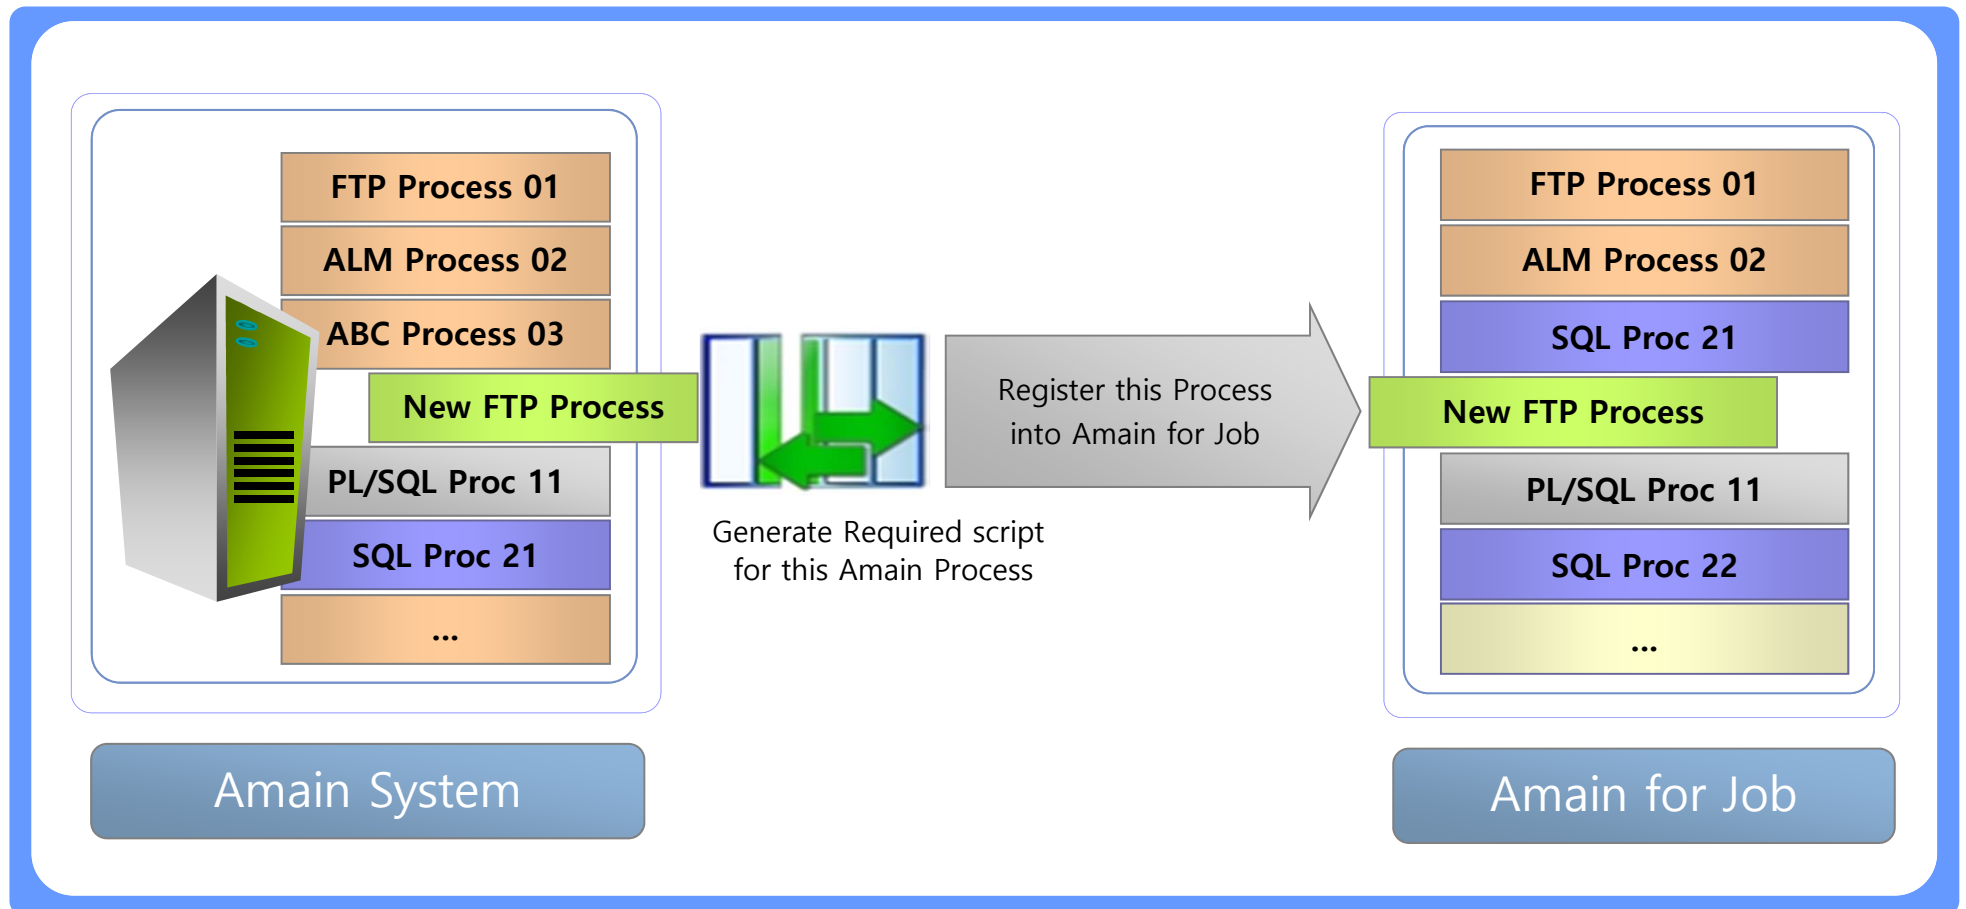 FTP Process 01
ALM Process 02
ABC Process 03
New FTP Process
PL/SQL Proc 11
SQL Proc 21
...
Amain System
Generate Required script
for this Amain Process
Register this Process
into Amain for Job
FTP Process 01
ALM Process 02
SQL Proc 21
New FTP Process
PL/SQL Proc 11
SQL Proc 22
...
Amain for Job